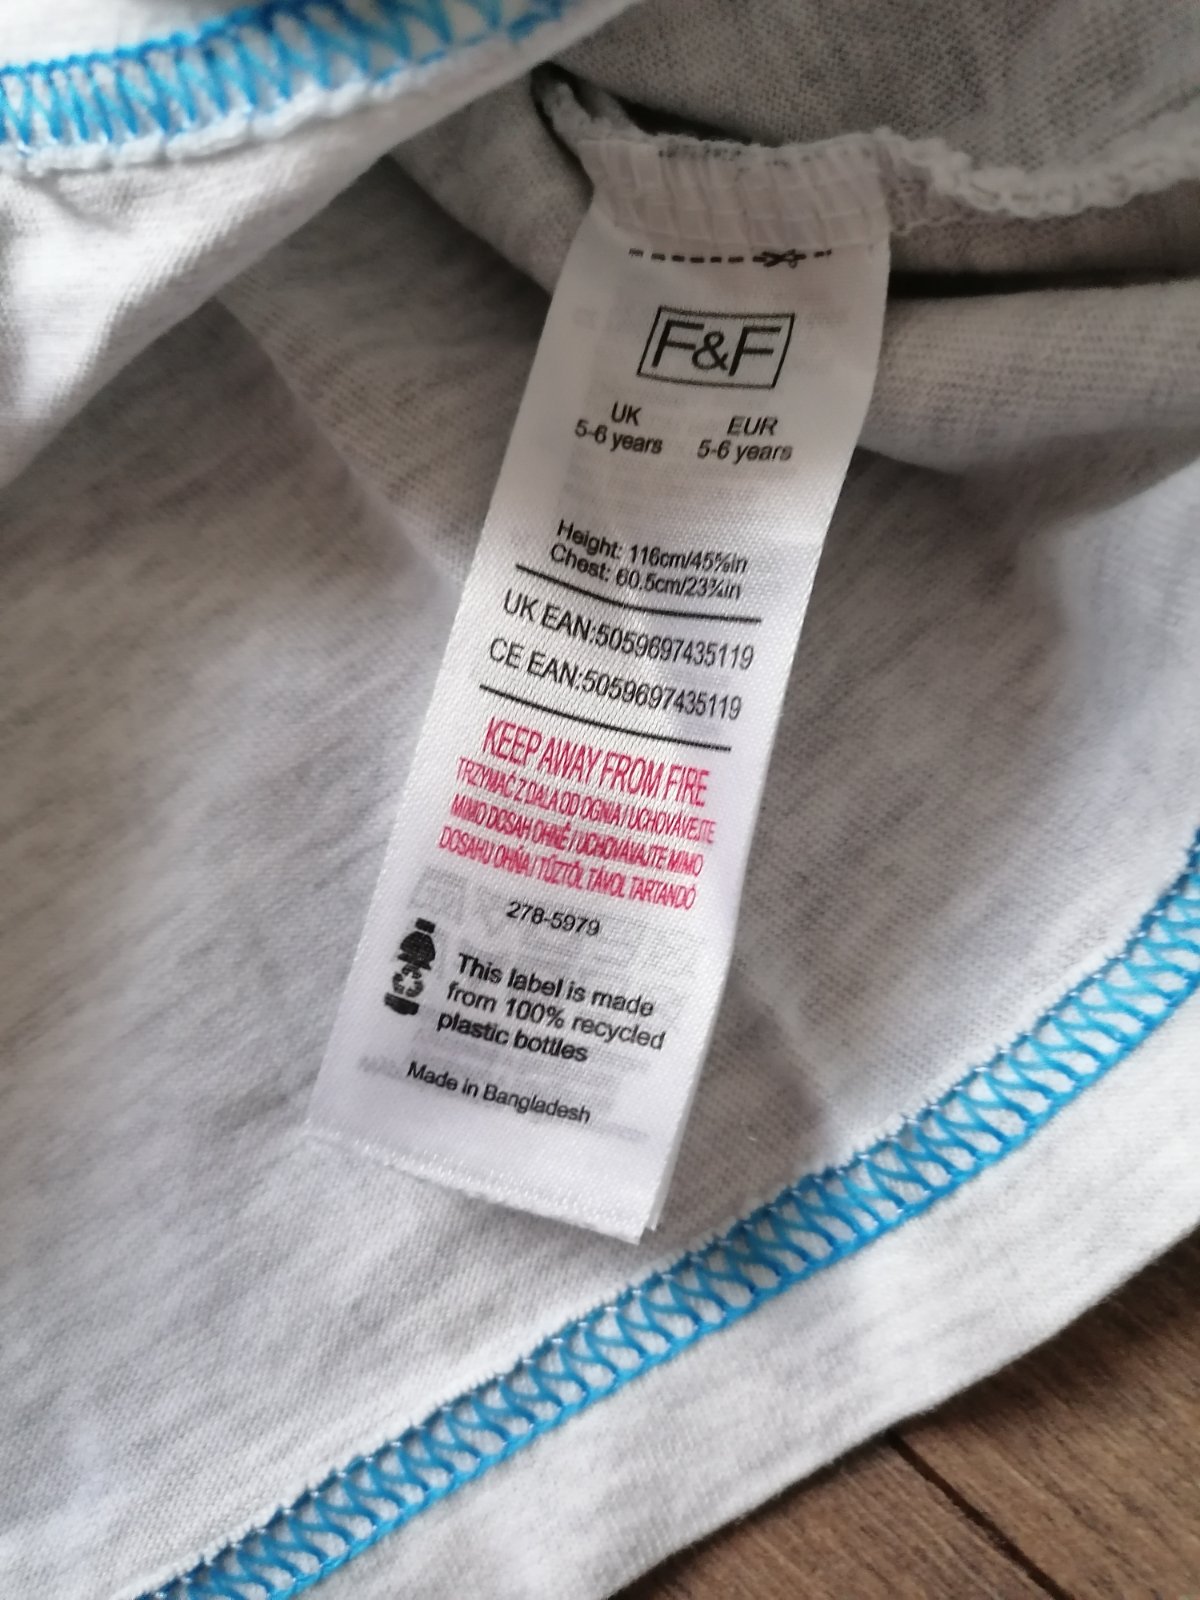 F&F
UK EUR
5-6 years 5-6 years
Height: 116cm/45⅝in
Chest: 60.5cm/23¾in
UK EAN:5059697435119
CE EAN:5059697435119
KEEP AWAY FROM FIRE
TRZYMAĆ Z DALA OD OGNIA / UCHOVÁVEJTE
MIMO DOSAH OHNĚ / UCHOVÁVAJTE MIMO
DOSAHU OHŇA / TŰZTŐL TÁVOL TARTANDÓ
278-5979
This label is made
from 100% recycled
plastic bottles
Made in Bangladesh